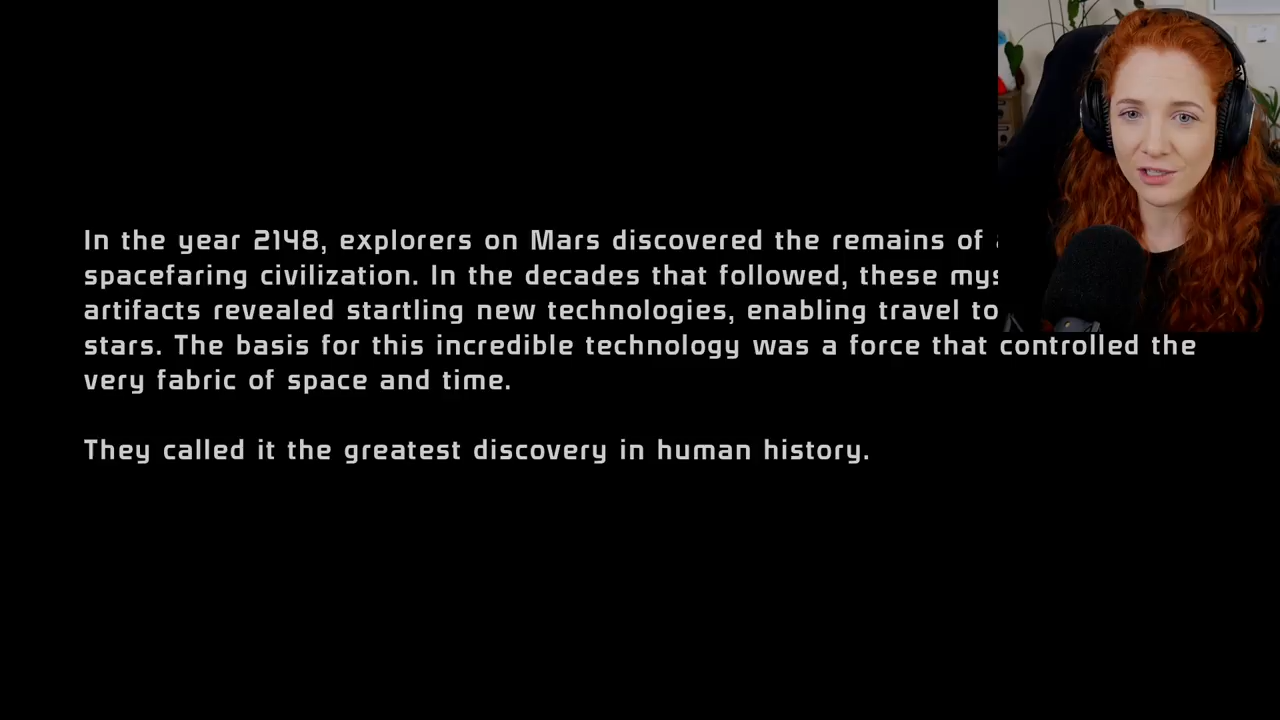 In the year 2148, explorers on Mars discovered the remains of
spacefaring civilization. In the decades that followed, these
artifacts revealed startling new technologies, enabling travel to
stars. The basis for this incredible technology was a force that controlled the
very fabric of space and time.
They called it the greatest discovery in human history.